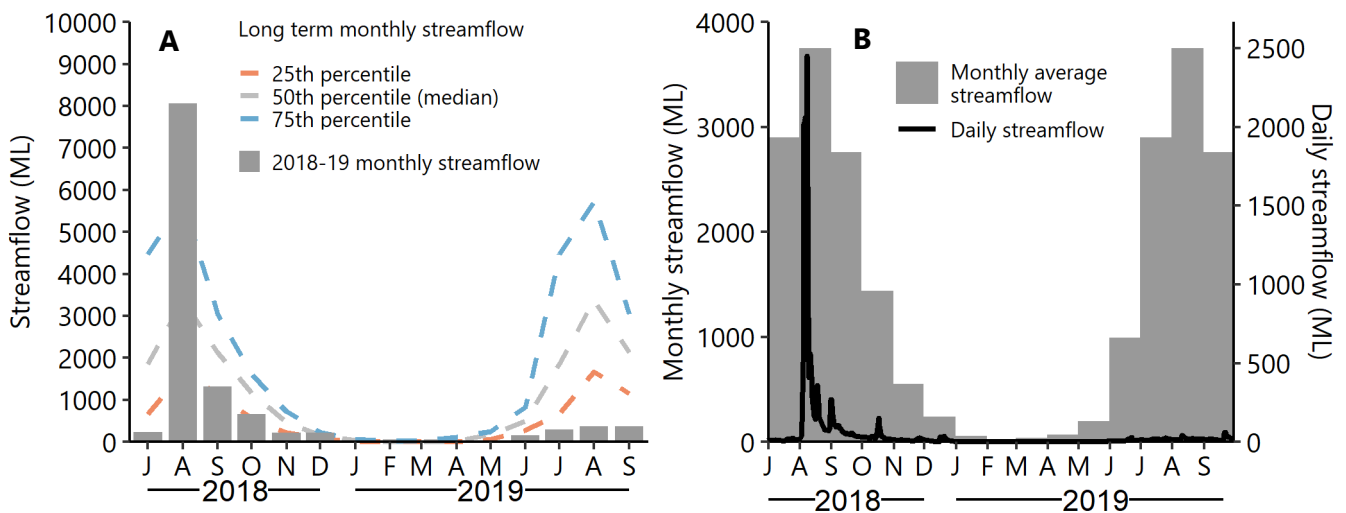 A
Long term monthly streamflow
25th percentile
50th percentile (median)
75th percentile
2018-19 monthly streamflow
Streamflow (ML)
10000
9000
8000
7000
6000
5000
4000
3000
2000
1000
0
J A S O N D J F M A M J J A S
2018 2019
B
Monthly average
streamflow
Daily streamflow
Monthly streamflow (ML)
4000
3000
2000
1000
0
Daily streamflow (ML)
2500
2000
1500
1000
500
0
J A S O N D J F M A M J J A S
2018 2019